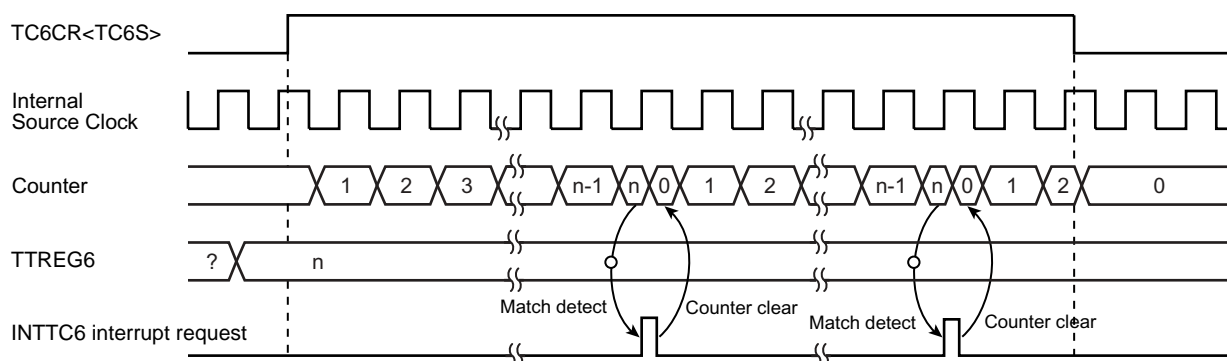 TC6CR<TC6S>
Internal
Source Clock
Counter
1 2 3 n-1 n 0 1 2 n-1 n 0 1 2 0
TTREG6
? n
Match detect Counter clear Match detect Counter clear
INTTC6 interrupt request